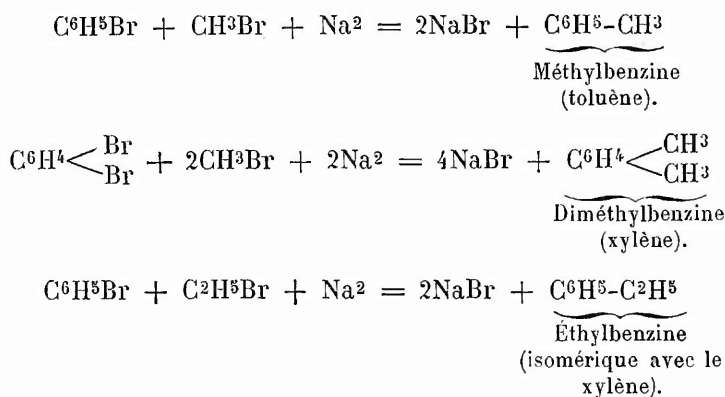 C⁶H⁵Br + CH³Br + Na² = 2NaBr + C⁶H⁵-CH³
Méthylbenzine
(toluène).
C⁶H⁴<Br Br + 2CH³Br + 2Na² = 4NaBr + C⁶H⁴<CH³ CH³
Diméthylbenzine
(xylène).
C⁶H⁵Br + C²H⁵Br + Na² = 2NaBr + C⁶H⁵-C²H⁵
Éthylbenzine
(isomérique avec le
xylène).